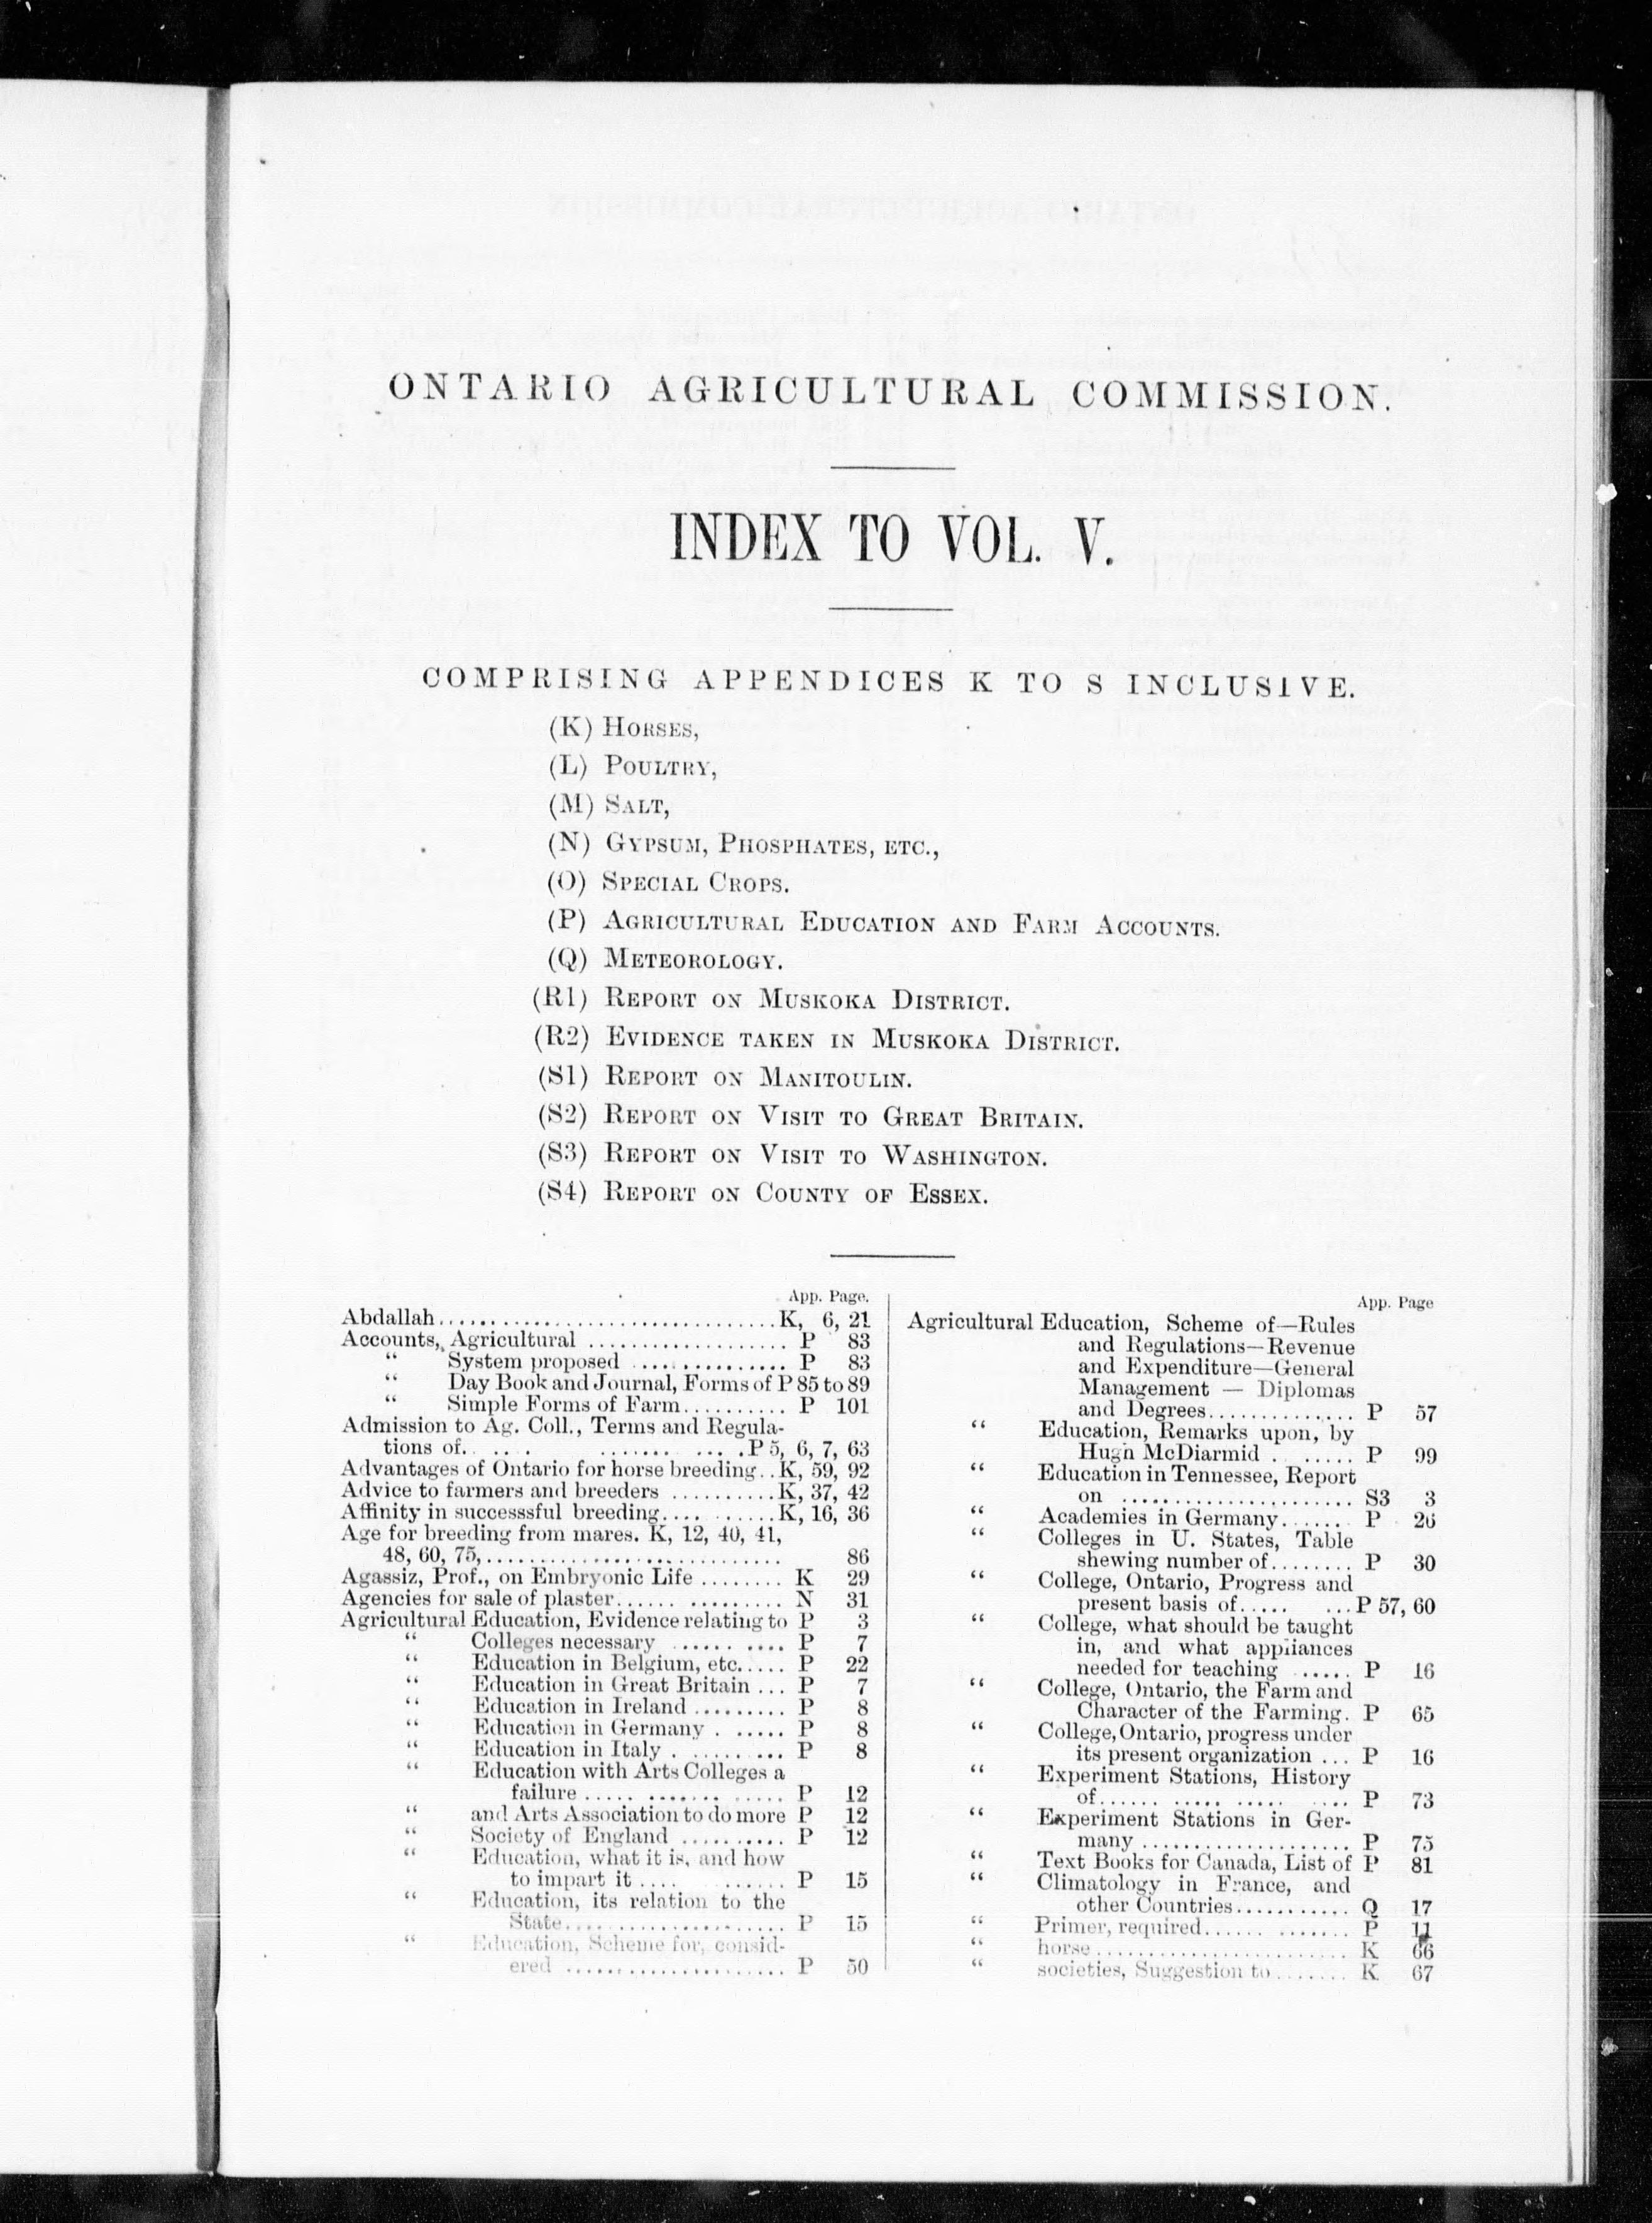 ONTARIO AGRICULTURAL COMMISSION.
INDEX TO VOL. V.
COMPRISING APPENDICES K TO S INCLUSIVE.
(K) HORSES,
(L) POULTRY,
(M) SALT,
(N) GYPSUM, PHOSPHATES, ETC.,
(O) SPECIAL CROPS.
(P) AGRICULTURAL EDUCATION AND FARM ACCOUNTS.
(Q) METEOROLOGY.
(R1) REPORT ON MUSKOKA DISTRICT.
(R2) EVIDENCE TAKEN IN MUSKOKA DISTRICT.
(S1) REPORT ON MANITOULIN.
(S2) REPORT ON VISIT TO GREAT BRITAIN.
(S3) REPORT ON VISIT TO WASHINGTON.
(S4) REPORT ON COUNTY OF ESSEX.
App. Page.
Abdallah................................K, 6, 21
Accounts, Agricultural ................... P 83
“ System proposed ............... P 83
“ Day Book and Journal, Forms of P 85 to 89
“ Simple Forms of Farm.......... P 101
Admission to Ag. Coll., Terms and Regula-
tions of. . ... . ....... ... .P 5, 6, 7, 63
Advantages of Ontario for horse breeding..K, 59, 92
Advice to farmers and breeders ..........K, 37, 42
Affinity in successsful breeding.... ......K, 16, 36
Age for breeding from mares. K, 12, 40, 41,
48, 60, 75,............................ 86
Agassiz, Prof., on Embryonic Life ........ K 29
Agencies for sale of plaster...... ......... N 31
Agricultural Education, Evidence relating to P 3
“ Colleges necessary ...... .... P 7
“ Education in Belgium, etc..... P 22
“ Education in Great Britain ... P 7
“ Education in Ireland ......... P 8
“ Education in Germany . ...... P 8
“ Education in Italy . ......... P 8
“ Education with Arts Colleges a
failure ..... ....... ..... P 12
“ and Arts Association to do more P 12
“ Society of England .......... P 12
“ Education, what it is, and how
to impart it .... ...... P 15
“ Education, its relation to the
State..................... P 15
“ Education, Scheme for, consid-
ered ..................... P 50
App. Page
Agricultural Education, Scheme of—Rules
and Regulations—Revenue
and Expenditure—General
Management — Diplomas
and Degrees.............. P 57
“ Education, Remarks upon, by
Hugh McDiarmid . ...... P 99
“ Education in Tennessee, Report
on ...................... S3 3
“ Academies in Germany....... P 26
“ Colleges in U. States, Table
shewing number of........ P 30
“ College, Ontario, Progress and
present basis of..... ...P 57, 60
“ College, what should be taught
in, and what appliances
needed for teaching ..... P 16
“ College, Ontario, the Farm and
Character of the Farming. P 65
“ College, Ontario, progress under
its present organization ... P 16
“ Experiment Stations, History
of...... ..... ..... .... P 73
“ Experiment Stations in Ger-
many .................... P 75
“ Text Books for Canada, List of P 81
“ Climatology in France, and
other Countries........... Q 17
“ Primer, required...... ....... P 11
“ horse........................ K 66
“ societies, Suggestion to....... K 67